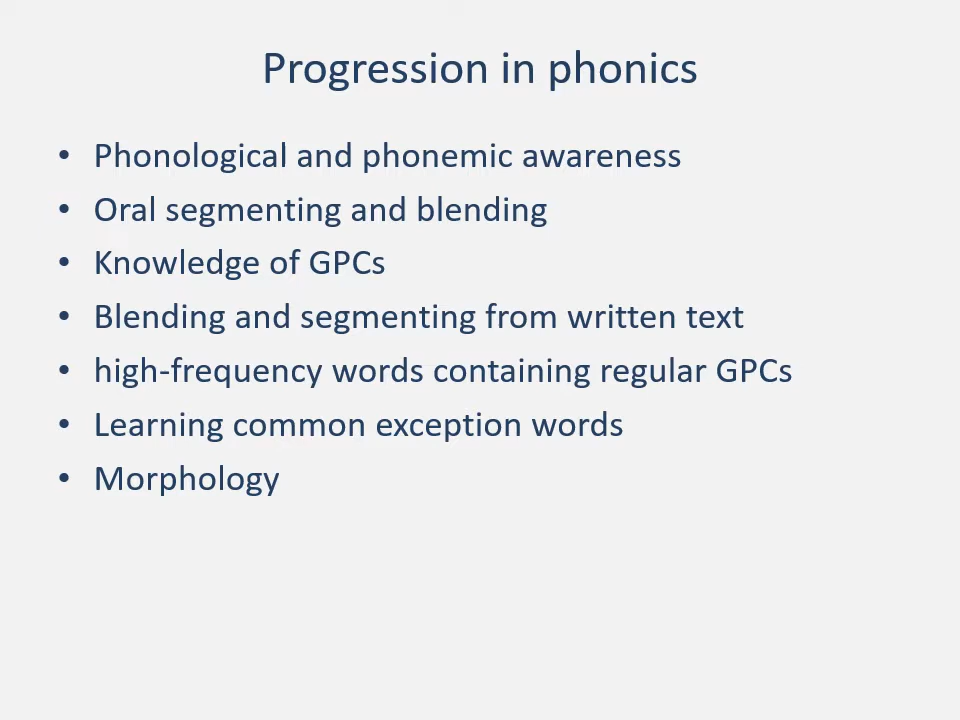 Progression in phonics
• Phonological and phonemic awareness
• Oral segmenting and blending
• Knowledge of GPCs
• Blending and segmenting from written text
• high-frequency words containing regular GPCs
• Learning common exception words
• Morphology